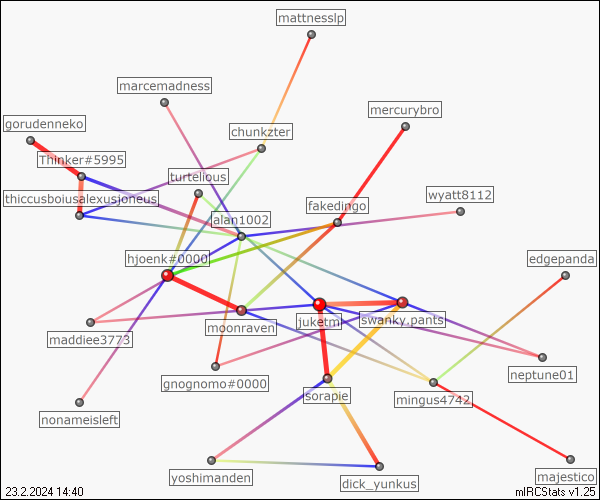 mattnesslp
marcemadness
mercurybro
gorudenneko
chunkzter
Thinker#5995
turtelious
thiccusboiusalexusjoneus
fakedingo
wyatt8112
alan1002
hjoenk#0000
edgepanda
moonraven
juketmi
swanky.pants
maddiee3773
neptune01
gnognomo#0000
sorapie
mingus4742
nonameisleft
yoshimanden
dick_yunkus
majestico
23.2.2024 14:40
mIRCStats v1.25